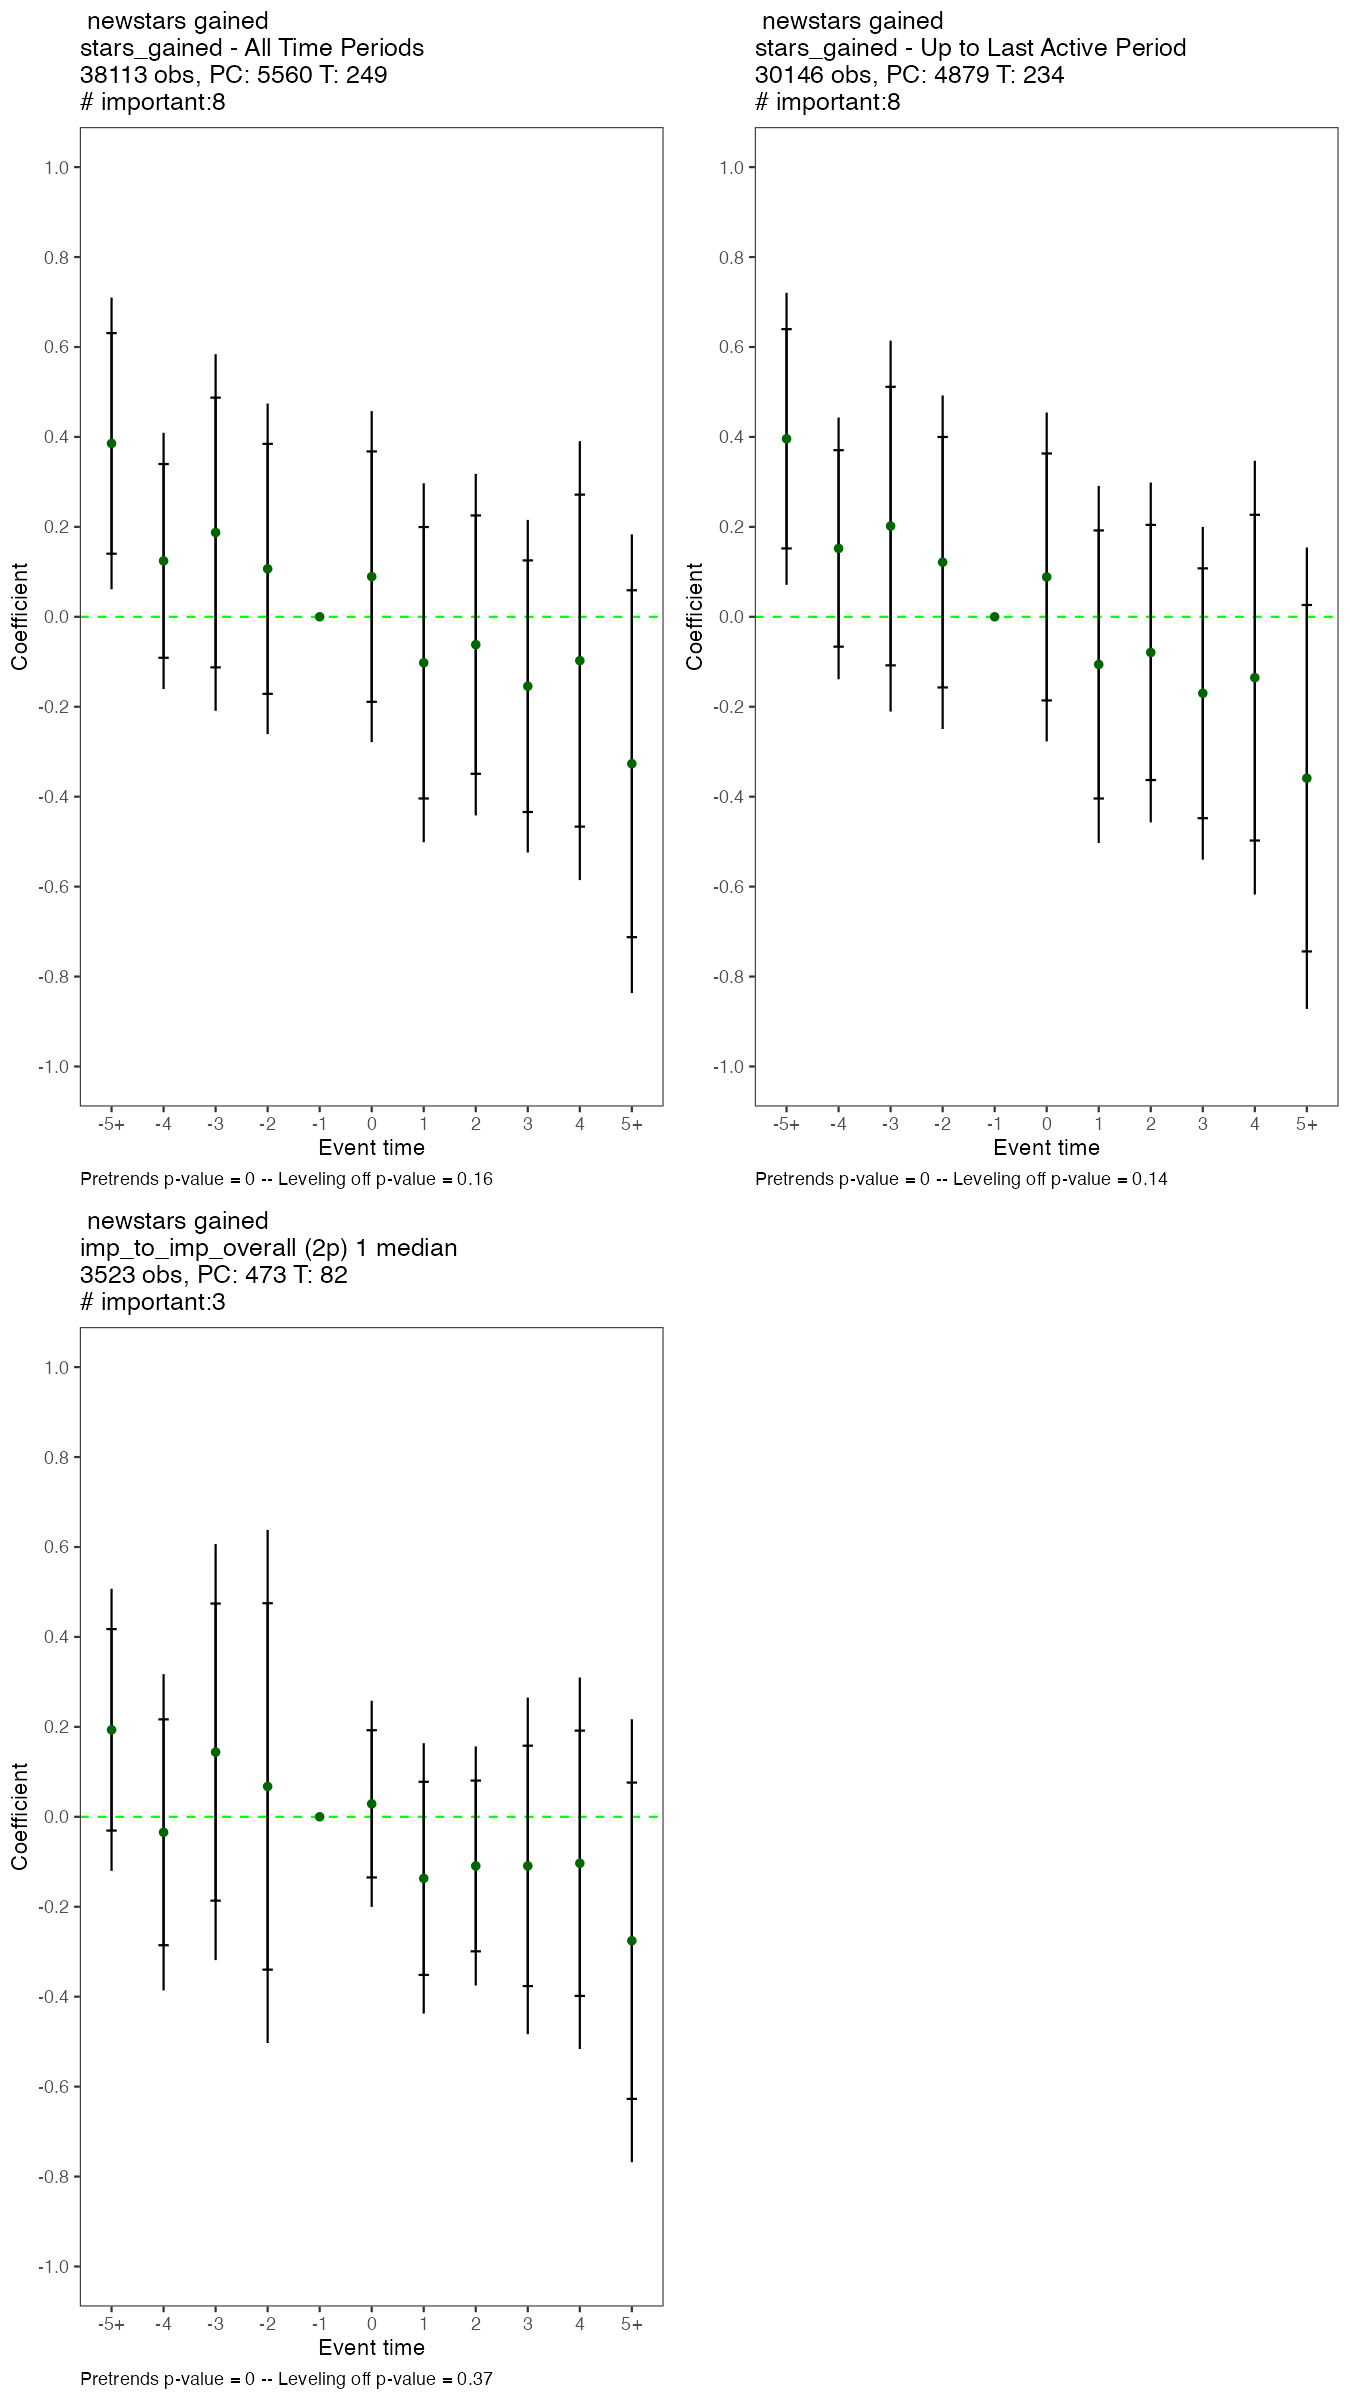 newstars gained
stars_gained - All Time Periods
38113 obs, PC: 5560 T: 249
# important:8
1.0
0.8
0.6
0.4
0.2
0.0
-0.2
-0.4
-0.6
-0.8
-1.0
Coefficient
-5+ -4 -3 -2 -1 0 1 2 3 4 5+
Event time
Pretrends p-value = 0 -- Leveling off p-value = 0.16
newstars gained
stars_gained - Up to Last Active Period
30146 obs, PC: 4879 T: 234
# important:8
1.0
0.8
0.6
0.4
0.2
0.0
-0.2
-0.4
-0.6
-0.8
-1.0
Coefficient
-5+ -4 -3 -2 -1 0 1 2 3 4 5+
Event time
Pretrends p-value = 0 -- Leveling off p-value = 0.14
newstars gained
imp_to_imp_overall (2p) 1 median
3523 obs, PC: 473 T: 82
# important:3
1.0
0.8
0.6
0.4
0.2
0.0
-0.2
-0.4
-0.6
-0.8
-1.0
Coefficient
-5+ -4 -3 -2 -1 0 1 2 3 4 5+
Event time
Pretrends p-value = 0 -- Leveling off p-value = 0.37